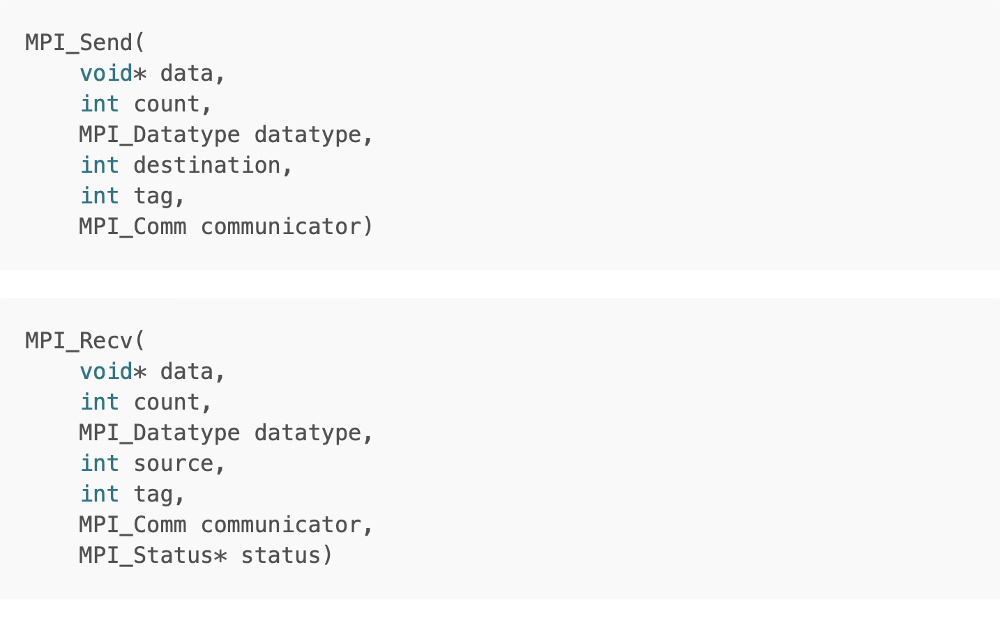 MPI_Send(
    void* data,
    int count,
    MPI_Datatype datatype,
    int destination,
    int tag,
    MPI_Comm communicator)
MPI_Recv(
    void* data,
    int count,
    MPI_Datatype datatype,
    int source,
    int tag,
    MPI_Comm communicator,
    MPI_Status* status)